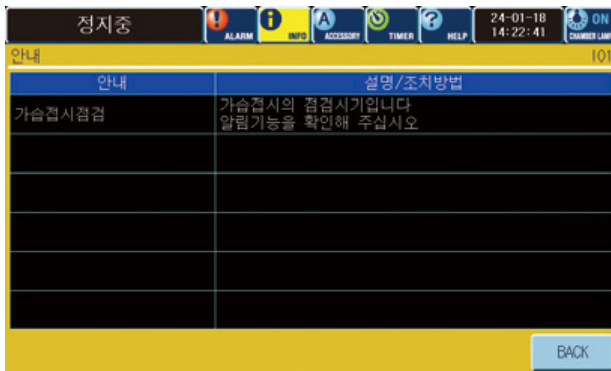 정지중
ALARM
INFO
ACCESSORY
TIMER
HELP
24-01-18
14:22:41
ON
CHAMBER LAMP
안내
I01
안내
설명/조치방법
가습접시점검
가습접시의 점검시기입니다
알림기능을 확인해 주십시오
BACK